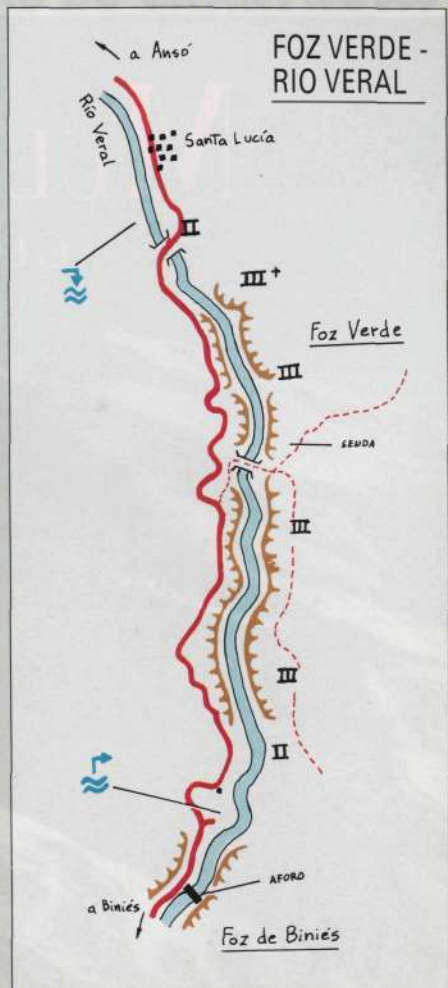 FOZ VERDE -
RIO VERAL
a Ansó
Río Veral
Santa Lucía
II
III+
Foz Verde
III
SENDA
III
III
II
AFORO
a Biniés
Foz de Biniés